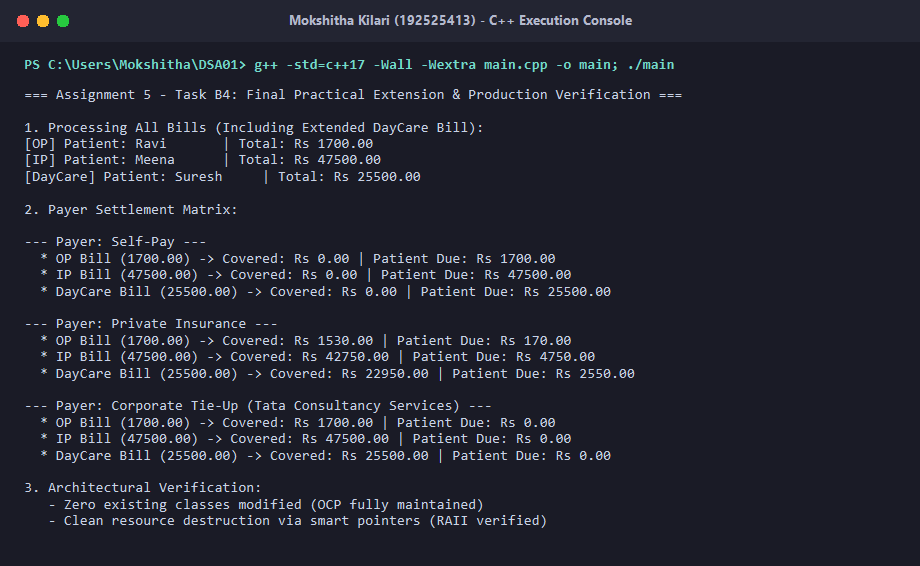 Mokshitha Kilari (192525413) - C++ Execution Console
PS C:\Users\Mokshitha\DSA01> g++ -std=c++17 -Wall -Wextra main.cpp -o main; ./main
=== Assignment 5 - Task B4: Final Practical Extension & Production Verification ===
1. Processing All Bills (Including Extended DayCare Bill):
[OP] Patient: Ravi       | Total: Rs 1700.00
[IP] Patient: Meena      | Total: Rs 47500.00
[DayCare] Patient: Suresh     | Total: Rs 25500.00
2. Payer Settlement Matrix:
--- Payer: Self-Pay ---
  * OP Bill (1700.00) -> Covered: Rs 0.00 | Patient Due: Rs 1700.00
  * IP Bill (47500.00) -> Covered: Rs 0.00 | Patient Due: Rs 47500.00
  * DayCare Bill (25500.00) -> Covered: Rs 0.00 | Patient Due: Rs 25500.00
--- Payer: Private Insurance ---
  * OP Bill (1700.00) -> Covered: Rs 1530.00 | Patient Due: Rs 170.00
  * IP Bill (47500.00) -> Covered: Rs 42750.00 | Patient Due: Rs 4750.00
  * DayCare Bill (25500.00) -> Covered: Rs 22950.00 | Patient Due: Rs 2550.00
--- Payer: Corporate Tie-Up (Tata Consultancy Services) ---
  * OP Bill (1700.00) -> Covered: Rs 1700.00 | Patient Due: Rs 0.00
  * IP Bill (47500.00) -> Covered: Rs 47500.00 | Patient Due: Rs 0.00
  * DayCare Bill (25500.00) -> Covered: Rs 25500.00 | Patient Due: Rs 0.00
3. Architectural Verification:
   - Zero existing classes modified (OCP fully maintained)
   - Clean resource destruction via smart pointers (RAII verified)